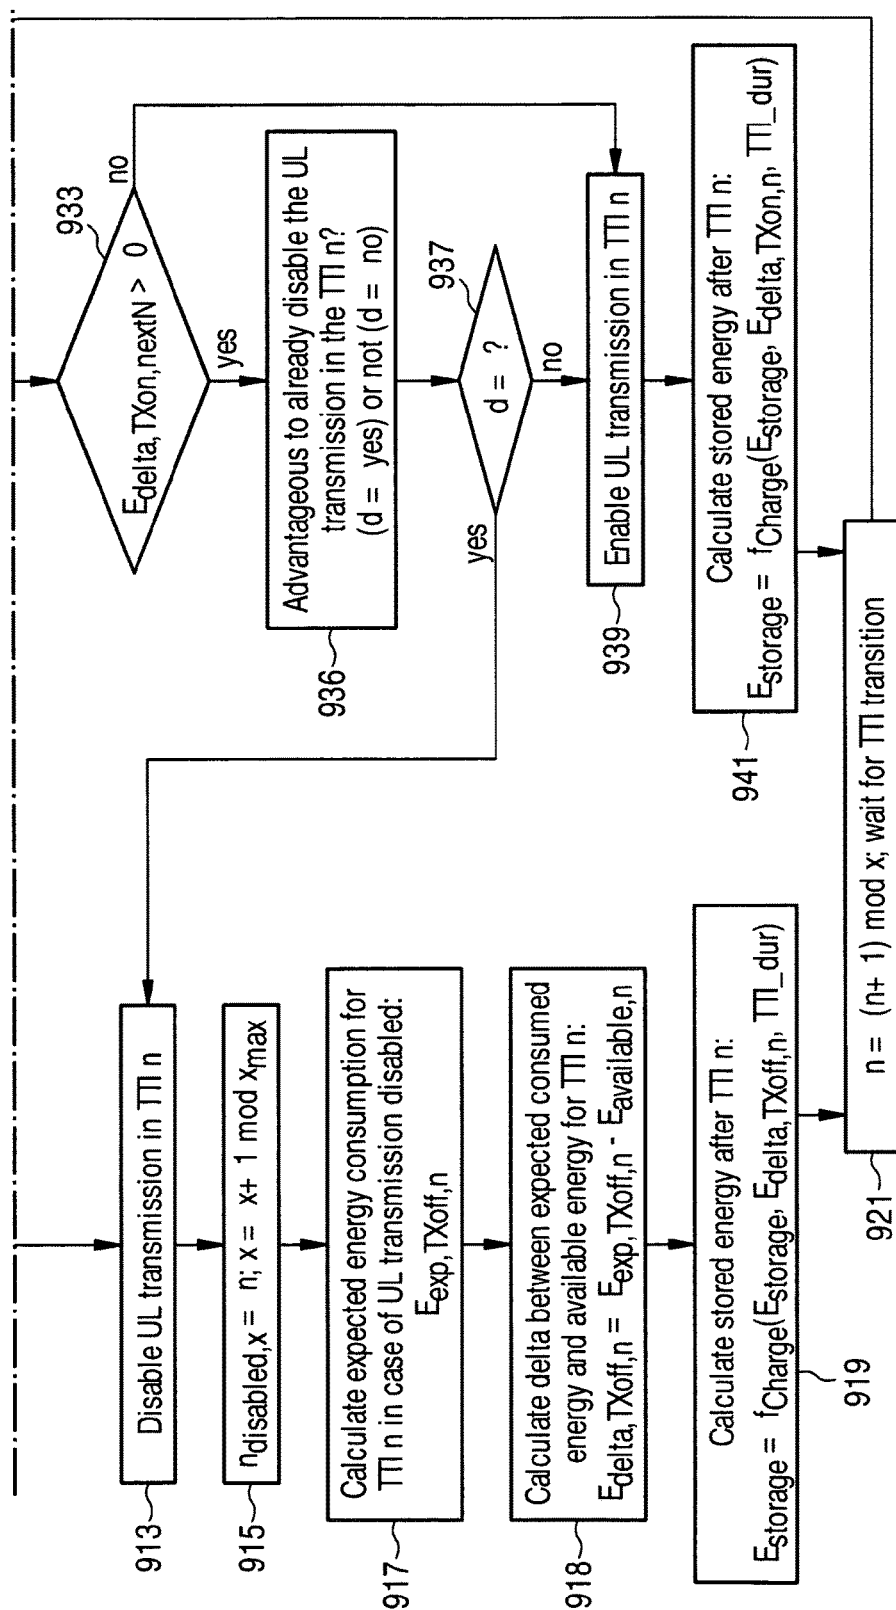 933
E_delta,TXon,nextN > 0
no
yes
Advantageous to already disable the UL
transmission in the TTI n?
(d = yes) or not (d = no)
936
937
d = ?
yes
no
Enable UL transmission in TTI n
939
Calculate stored energy after TTI n:
E_storage = f_Charge(E_storage, E_delta,TXon,n, TTI_dur)
941
Disable UL transmission in TTI n
913
n_disabled,x = n; x = x+ 1 mod x_max
915
Calculate expected energy consumption for
TTI n in case of UL transmission disabled:
E_exp,TXoff,n
917
Calculate delta between expected consumed
energy and available energy for TTI n:
E_delta,TXoff,n = E_exp,TXoff,n - E_available,n
918
Calculate stored energy after TTI n:
E_storage = f_Charge(E_storage, E_delta,TXoff,n, TTI_dur)
919
n = (n+ 1) mod x; wait for TTI transition
921